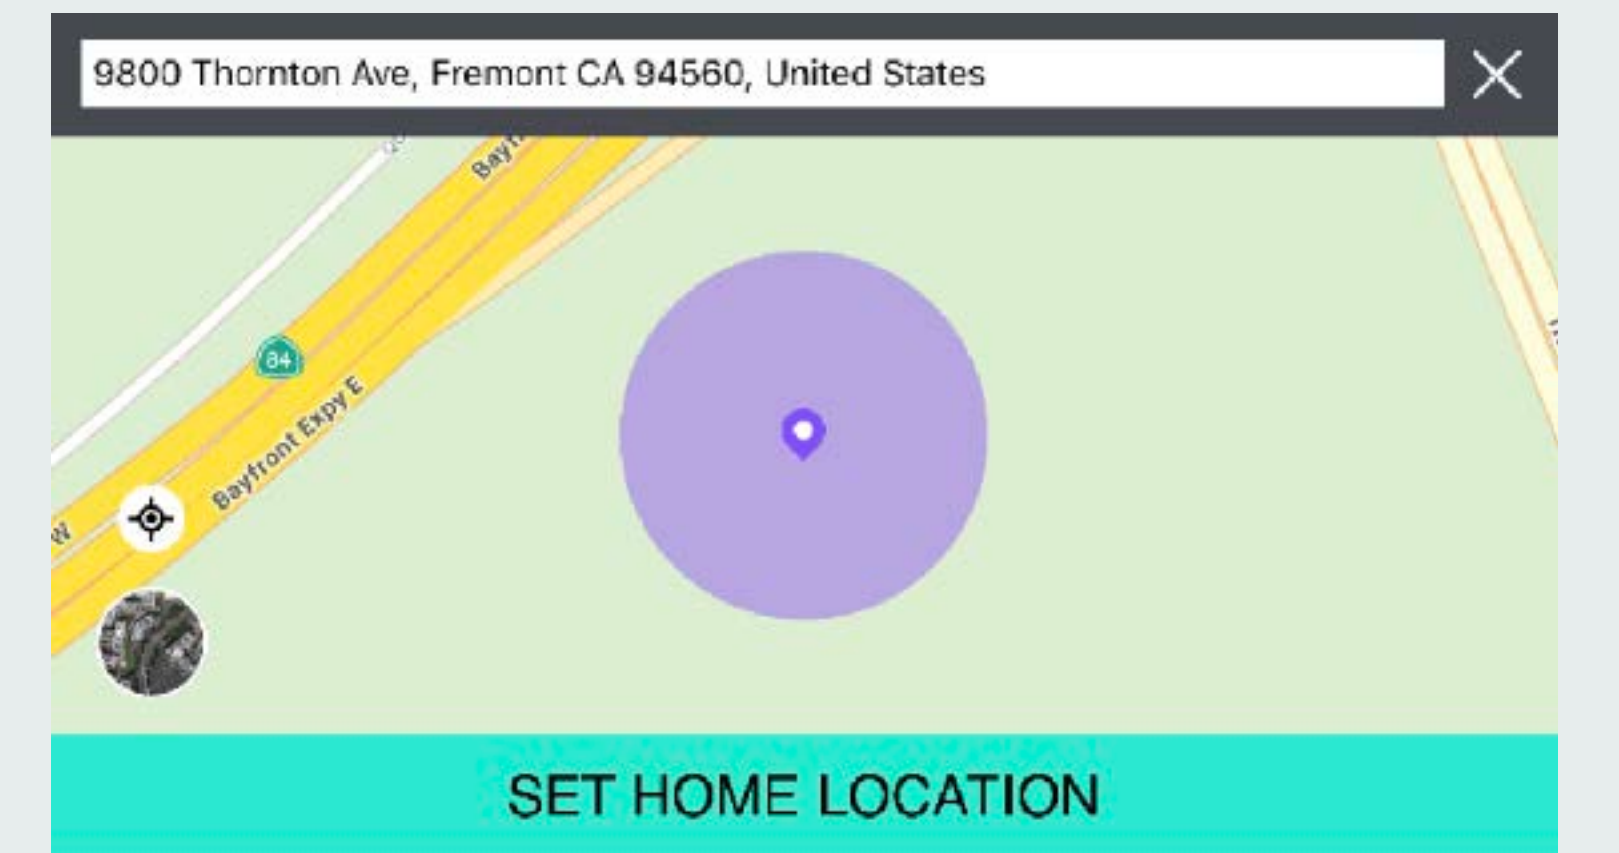 9800 Thornton Ave, Fremont CA 94560, United States
84
Bayfront Expy E
W
SET HOME LOCATION